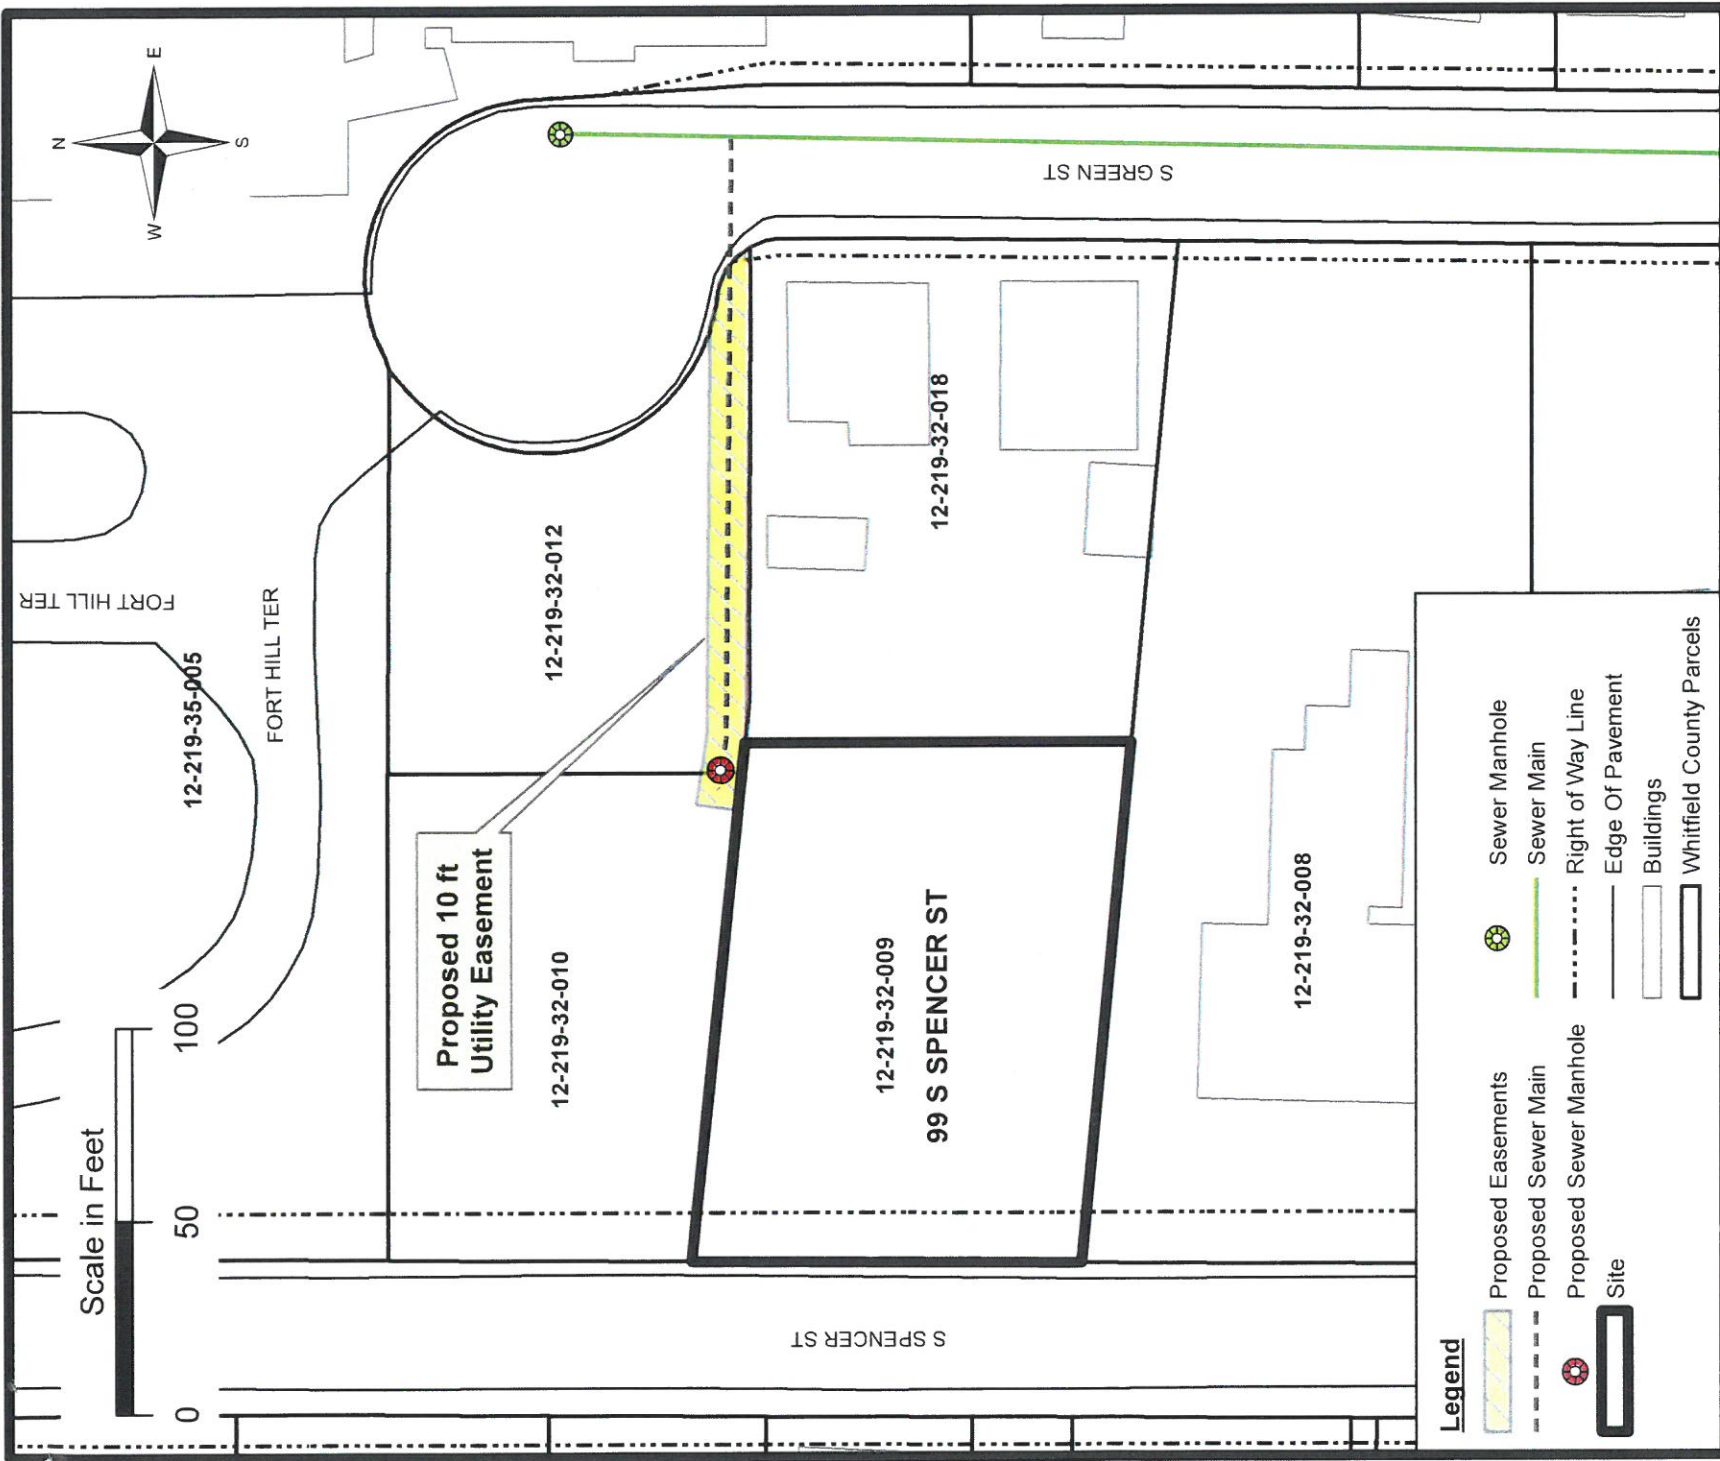 N
E
S
W
Scale in Feet
0
50
100
FORT HILL TER
12-219-35-005
FORT HILL TER
S GREEN ST
12-219-32-012
12-219-32-018
Proposed 10 ft
Utility Easement
12-219-32-010
12-219-32-009
99 S SPENCER ST
12-219-32-008
S SPENCER ST
Legend
Proposed Easements
Proposed Sewer Main
Proposed Sewer Manhole
Site
Sewer Manhole
Sewer Main
Right of Way Line
Edge Of Pavement
Buildings
Whitfield County Parcels